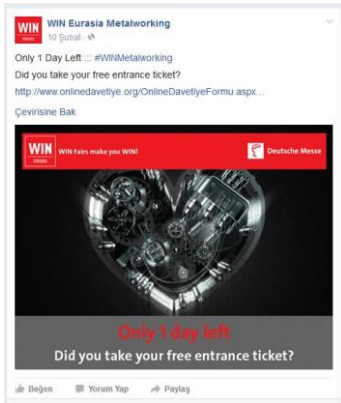 WIN
WIN Eurasia Metalworking
10 Şubat ·
Only 1 Day Left ::: #WINMetalworking
Did you take your free entrance ticket?
http://www.onlinedavetiye.org/OnlineDavetiyeFormu.aspx…
Çevirisine Bak
WIN WIN Fairs make you WIN! Deutsche Messe
Only 1 day left
Did you take your free entrance ticket?
Beğen Yorum Yap Paylaş